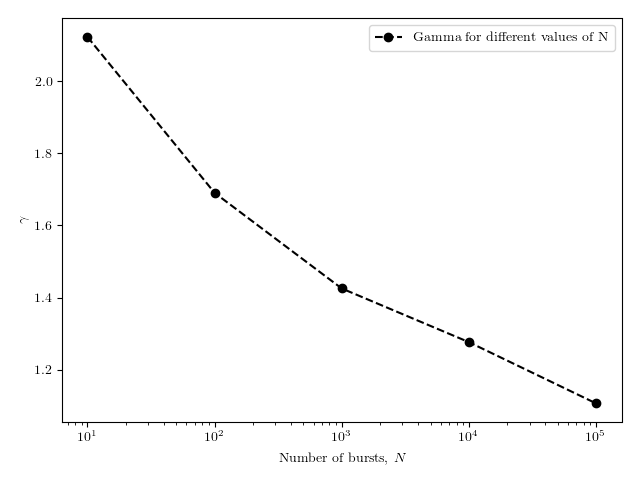 Gamma for different values of N
2.0
1.8
1.6
1.4
1.2
γ
10¹ 10² 10³ 10⁴ 10⁵
Number of bursts, N